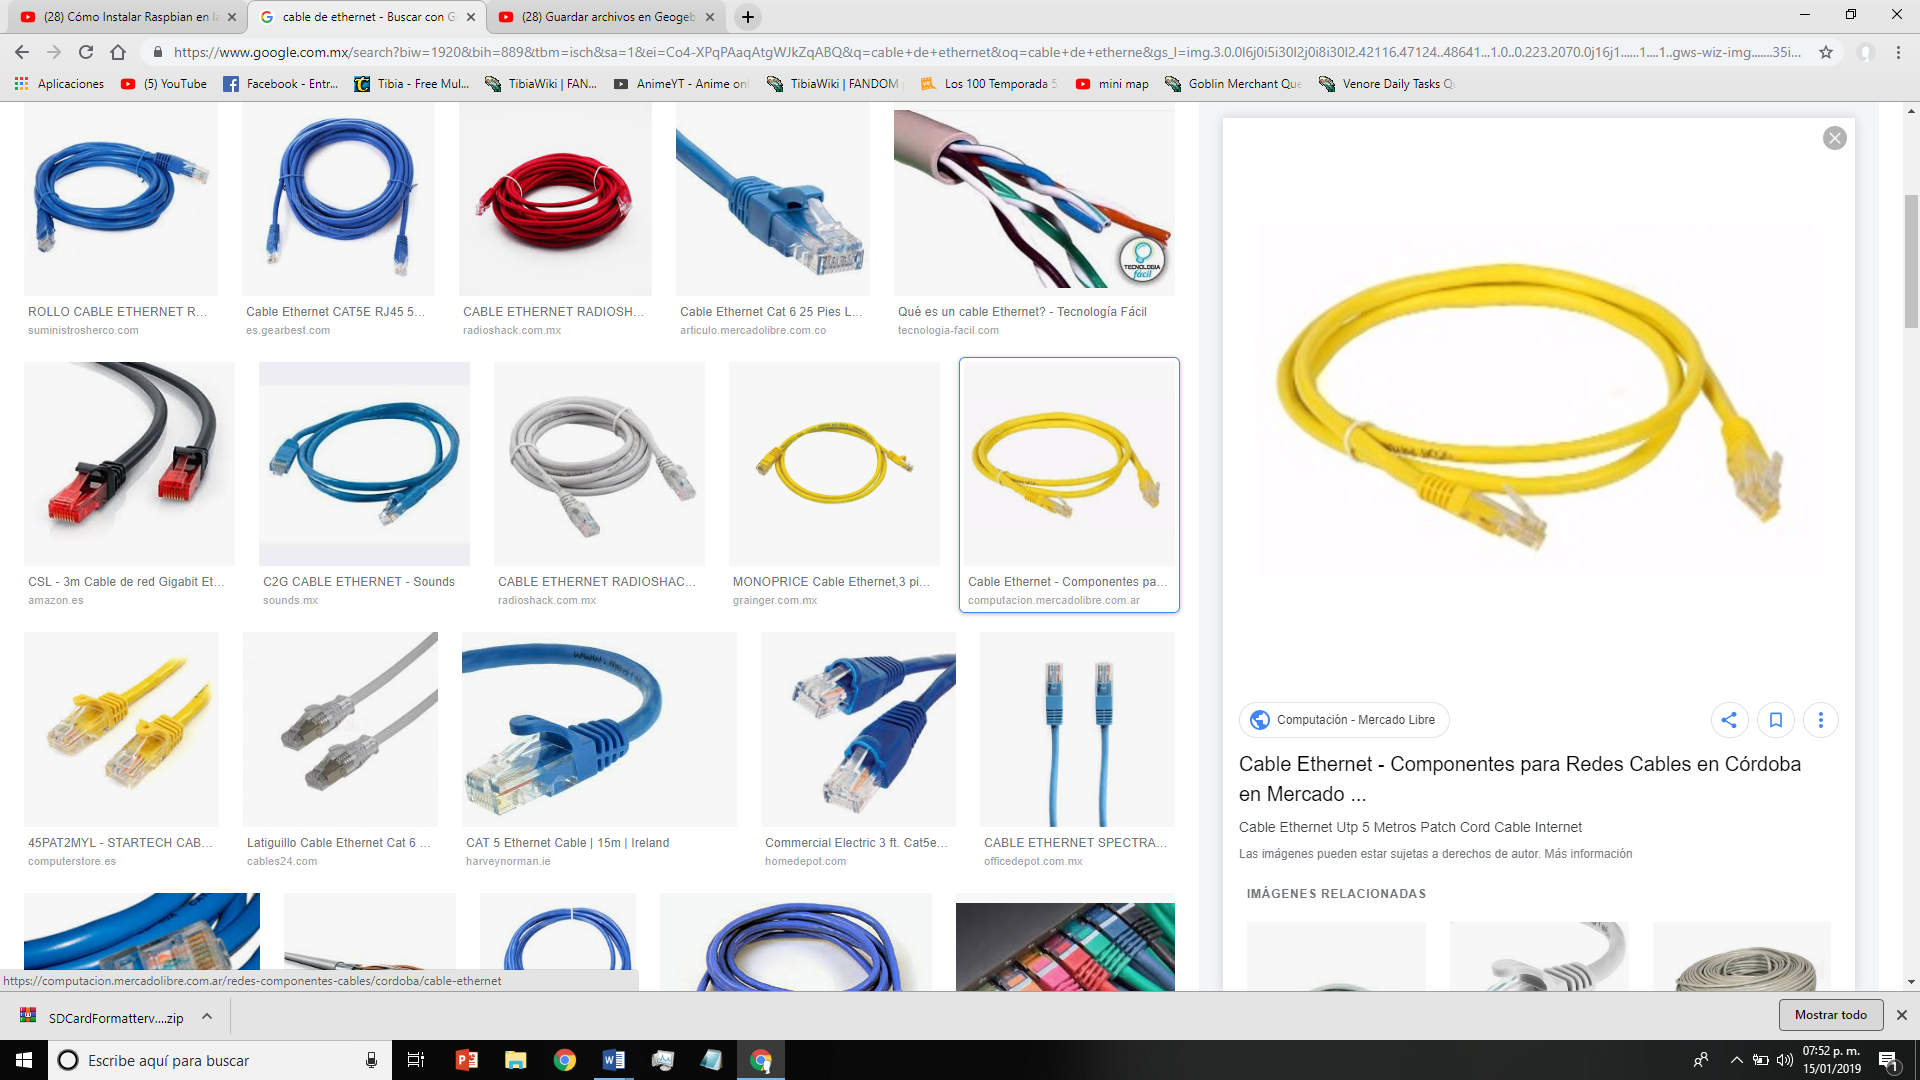 (28) Cómo Instalar Raspbian en la
cable de ethernet - Buscar con G
(28) Guardar archivos en Geogeb
https://www.google.com.mx/search?biw=1920&bih=889&tbm=isch&sa=1&ei=Co4-XPqPAaqAtgWJkZqABQ&q=cable+de+ethernet&oq=cable+de+etherne&gs_l=img.3.0.0l6j0i5i30l2j0i8i30l2.42116.47124..48641...1.0..0.223.2070.0j16j1......1....1..gws-wiz-img.......35i...
Aplicaciones
(5) YouTube
Facebook - Entr...
Tibia - Free Mul...
TibiaWiki | FAN...
AnimeYT - Anime onl
TibiaWiki | FANDOM
Los 100 Temporada 5
mini map
Goblin Merchant Que
Venore Daily Tasks Q
TECNOLOGIA
fácil
ROLLO CABLE ETHERNET R...
suministrosherco.com
Cable Ethernet CAT5E RJ45 5...
es.gearbest.com
CABLE ETHERNET RADIOSH...
radioshack.com.mx
Cable Ethernet Cat 6 25 Pies L...
articulo.mercadolibre.com.co
Qué es un cable Ethernet? - Tecnología Fácil
tecnologia-facil.com
CSL - 3m Cable de red Gigabit Et...
amazon.es
C2G CABLE ETHERNET - Sounds
sounds.mx
CABLE ETHERNET RADIOSHAC...
radioshack.com.mx
MONOPRICE Cable Ethernet,3 pi...
grainger.com.mx
Cable Ethernet - Componentes pa...
computacion.mercadolibre.com.ar
45PAT2MYL - STARTECH CAB...
computerstore.es
Latiguillo Cable Ethernet Cat 6 ...
cables24.com
CAT 5 Ethernet Cable | 15m | Ireland
harveynorman.ie
Commercial Electric 3 ft. Cat5e...
homedepot.com
CABLE ETHERNET SPECTRA...
officedepot.com.mx
Computación - Mercado Libre
Cable Ethernet - Componentes para Redes Cables en Córdoba
en Mercado ...
Cable Ethernet Utp 5 Metros Patch Cord Cable Internet
Las imágenes pueden estar sujetas a derechos de autor. Más información
IMÁGENES RELACIONADAS
https://computacion.mercadolibre.com.ar/redes-componentes-cables/cordoba/cable-ethernet
SDCardFormatterv....zip
Mostrar todo
Escribe aquí para buscar
07:52 p. m.
15/01/2019
1